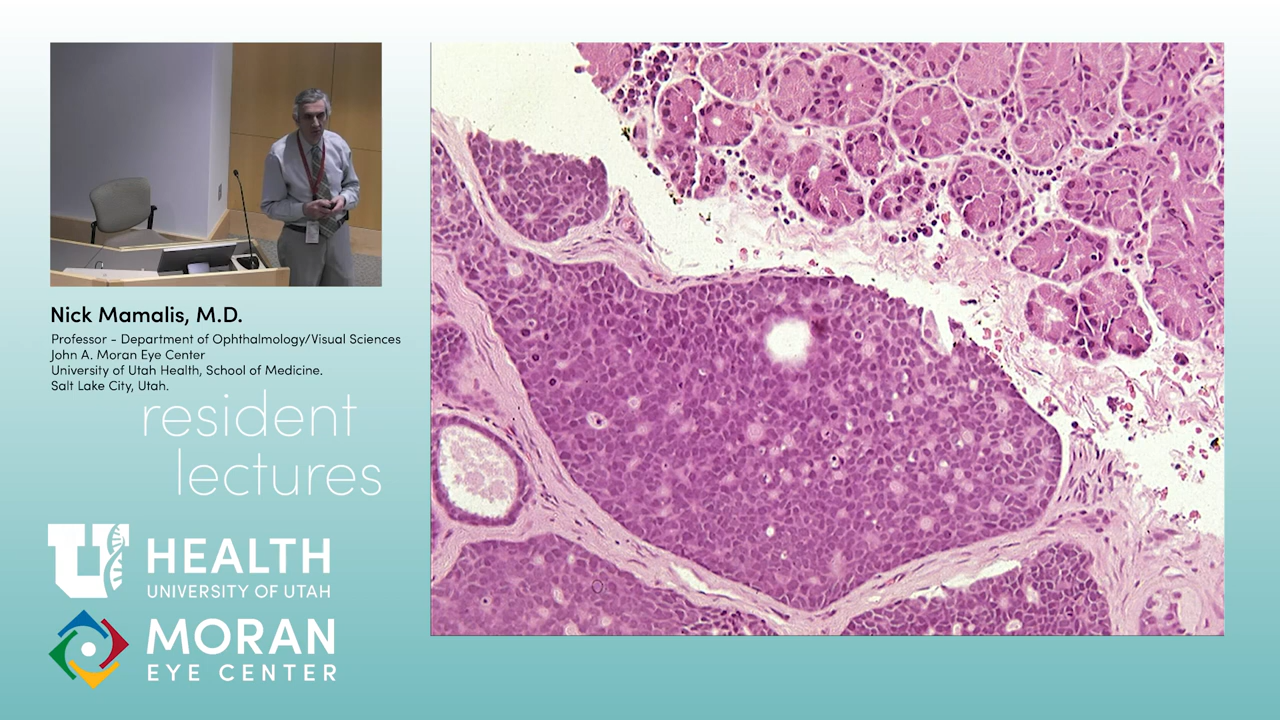 Nick Mamalis, M.D.
Professor - Department of Ophthalmology/Visual Sciences
John A. Moran Eye Center
University of Utah Health, School of Medicine.
Salt Lake City, Utah.
resident
lectures
U HEALTH
UNIVERSITY OF UTAH
MORAN
EYE CENTER